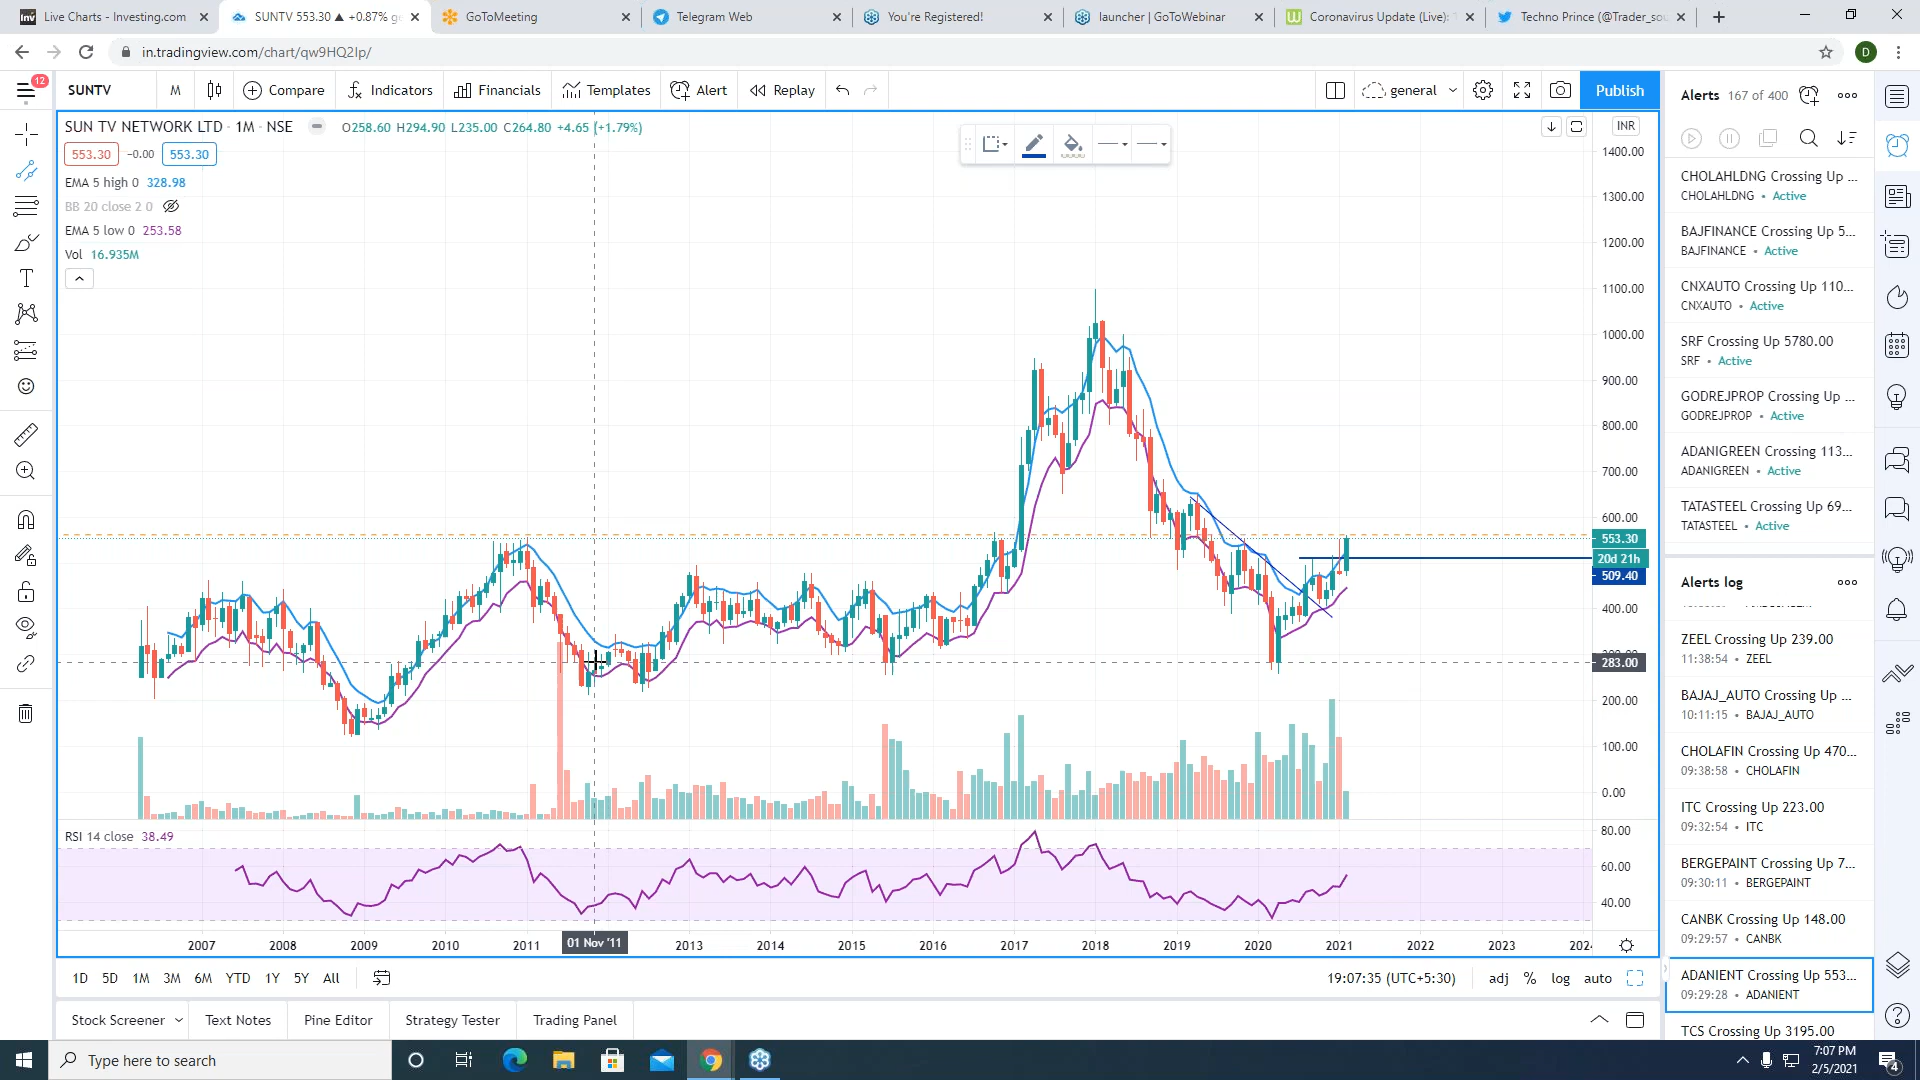 Live Charts - Investing.com
SUNTV 553.30 ▲ +0.87%
GoToMeeting
Telegram Web
You're Registered!
launcher | GoToWebinar
Coronavirus Update (Live):
Techno Prince (@Trader_sou
in.tradingview.com/chart/qw9HQ2Ip/
D
12
SUNTV
M
Compare
Indicators
Financials
Templates
Alert
Replay
general
Publish
SUN TV NETWORK LTD · 1M · NSE
O258.60 H294.90 L235.00 C264.80 +4.65 (+1.79%)
553.30 −0.00 553.30
EMA 5 high 0 328.98
BB 20 close 2 0
EMA 5 low 0 253.58
Vol 16.935M
INR
1400.00
1300.00
1200.00
1100.00
1000.00
900.00
800.00
700.00
600.00
553.30
20d 21h
509.40
400.00
283.00
200.00
100.00
0.00
RSI 14 close 38.49
80.00
60.00
40.00
2007
2008
2009
2010
2011
01 Nov '11
2013
2014
2015
2016
2017
2018
2019
2020
2021
2022
2023
1D 5D 1M 3M 6M YTD 1Y 5Y All
19:07:35 (UTC+5:30)
adj % log auto
Stock Screener
Text Notes
Pine Editor
Strategy Tester
Trading Panel
Alerts 167 of 400
CHOLAHLDNG Crossing Up ...
CHOLAHLDNG • Active
BAJFINANCE Crossing Up 5...
BAJFINANCE • Active
CNXAUTO Crossing Up 110...
CNXAUTO • Active
SRF Crossing Up 5780.00
SRF • Active
GODREJPROP Crossing Up ...
GODREJPROP • Active
ADANIGREEN Crossing 113...
ADANIGREEN • Active
TATASTEEL Crossing Up 69...
TATASTEEL • Active
Alerts log
ZEEL Crossing Up 239.00
11:38:54 • ZEEL
BAJAJ_AUTO Crossing Up ...
10:11:15 • BAJAJ_AUTO
CHOLAFIN Crossing Up 470...
09:38:58 • CHOLAFIN
ITC Crossing Up 223.00
09:32:54 • ITC
BERGEPAINT Crossing Up 7...
09:30:11 • BERGEPAINT
CANBK Crossing Up 148.00
09:29:57 • CANBK
ADANIENT Crossing Up 553...
09:29:28 • ADANIENT
TCS Crossing Up 3195.00
Type here to search
7:07 PM
2/5/2021
4